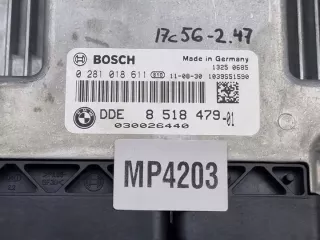 17c56-2.47
BOSCH
Made in Germany
1325 0685
0 281 018 611 SYS 11-08-30 1039S51590
DDE 8 518 479-01
030026440
MP4203